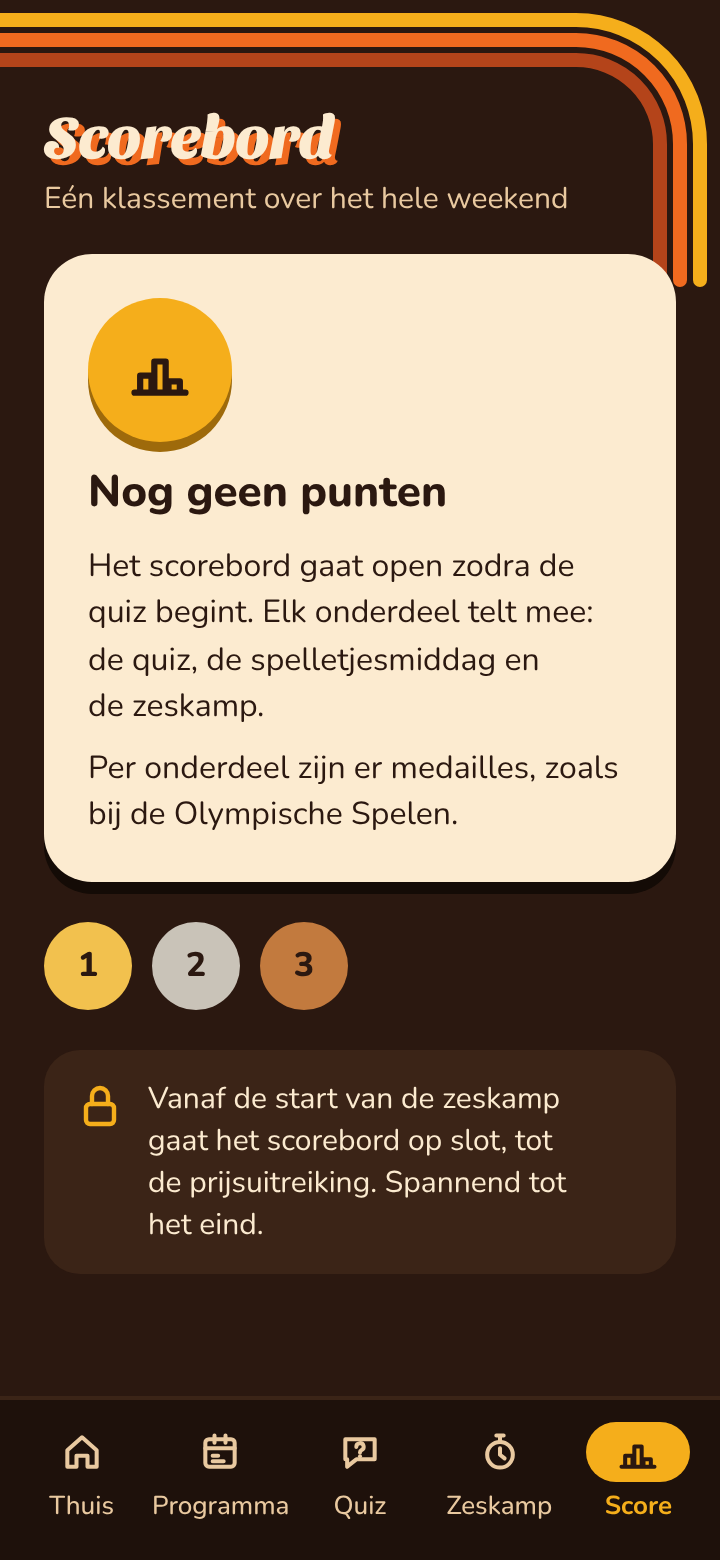 Scorebord
Eén klassement over het hele weekend
Nog geen punten
Het scorebord gaat open zodra de
quiz begint. Elk onderdeel telt mee:
de quiz, de spelletjesmiddag en
de zeskamp.
Per onderdeel zijn er medailles, zoals
bij de Olympische Spelen.
1 2 3
Vanaf de start van de zeskamp
gaat het scorebord op slot, tot
de prijsuitreiking. Spannend tot
het eind.
Thuis Programma Quiz Zeskamp Score